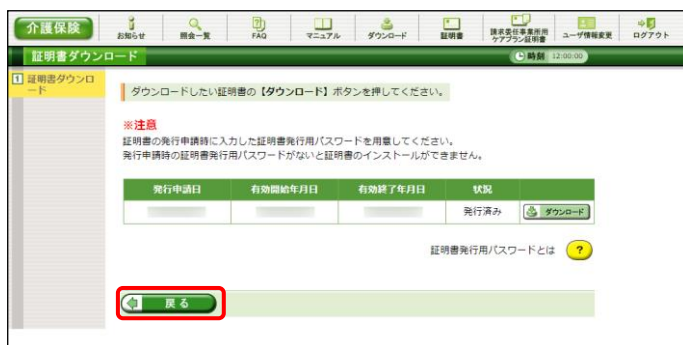 介護保険
お知らせ
照会一覧
FAQ
マニュアル
ダウンロード
証明書
請求委任事業所用
ケアプラン証明書
ユーザ情報変更
ログアウト
証明書ダウンロード
時刻 12:00:00
1 証明書ダウンロ
ード
ダウンロードしたい証明書の【ダウンロード】ボタンを押してください。
※注意
証明書の発行申請時に入力した証明書発行用パスワードを用意してください。
発行申請時の証明書発行用パスワードがないと証明書のインストールができません。
発行申請日 有効開始年月日 有効終了年月日 状況
発行済み ダウンロード
証明書発行用パスワードとは ?
戻る